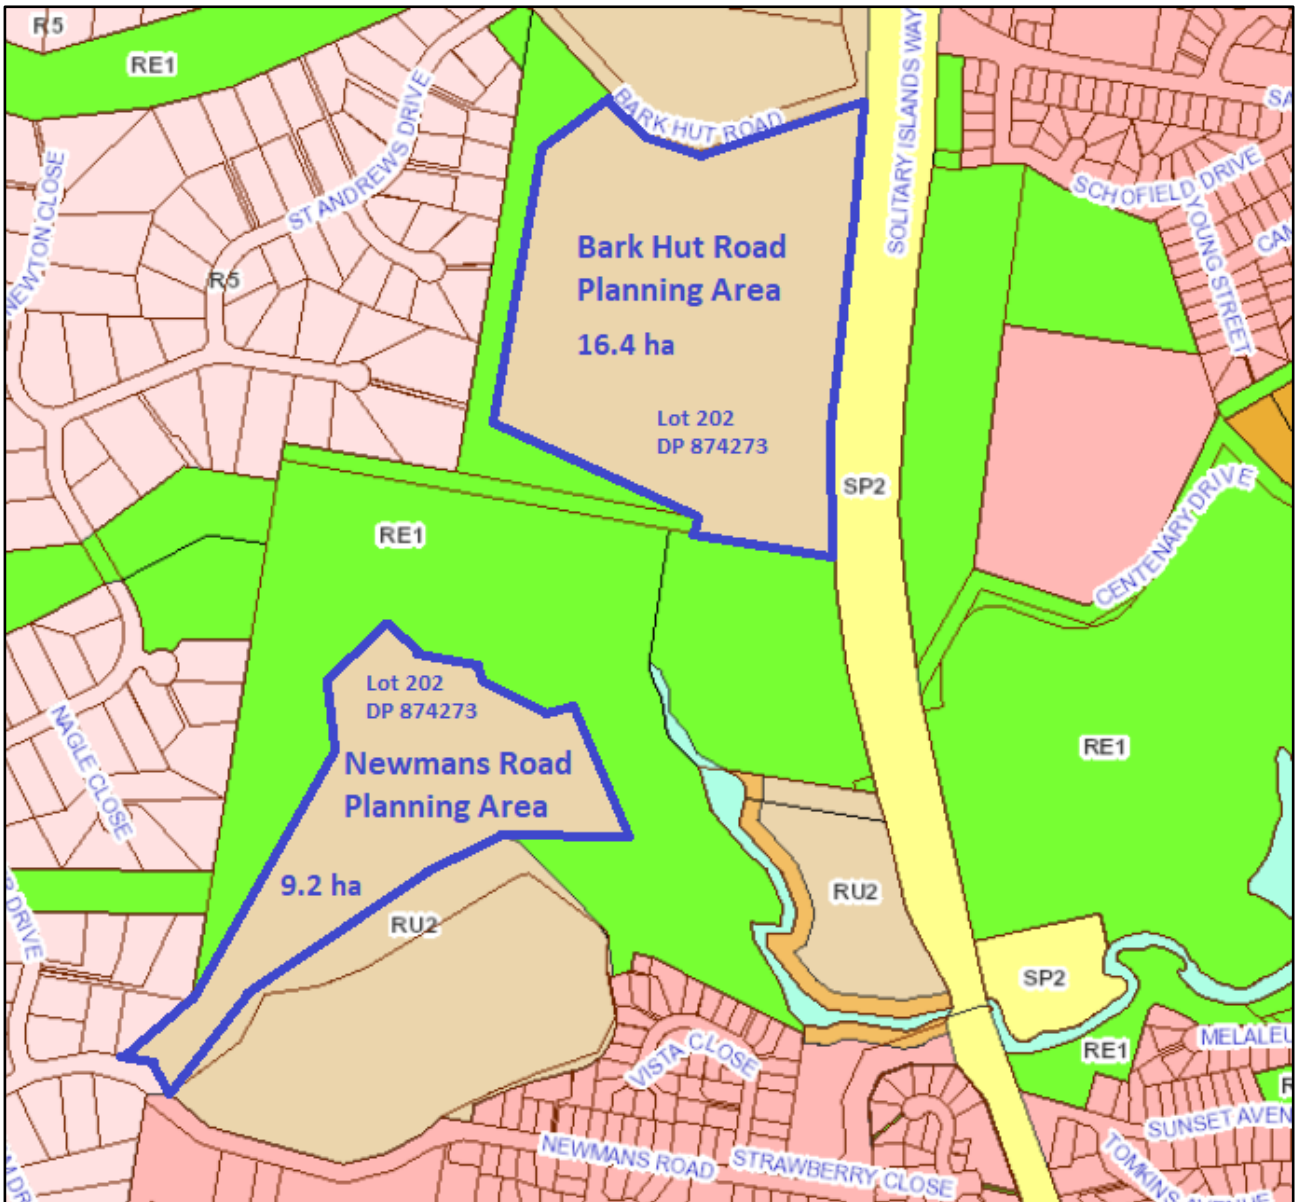 R5
RE1
SOLITARY ISLANDS WAY
BARK HUT ROAD
ST ANDREWS DRIVE
NEWTON CLOSE
SCHOFIELD DRIVE
YOUNG STREET
R5
Bark Hut Road
Planning Area
16.4 ha
Lot 202
DP 874273
SP2
CENTENARY DRIVE
RE1
Lot 202
DP 874273
Newmans Road
Planning Area
9.2 ha
NAGLE CLOSE
RE1
RU2
RU2
DRIVE
SP2
RE1
MELALEU
VISTA CLOSE
NEWMANS ROAD
STRAWBERRY CLOSE
SUNSET AVEN
TOMKINS AVENUE